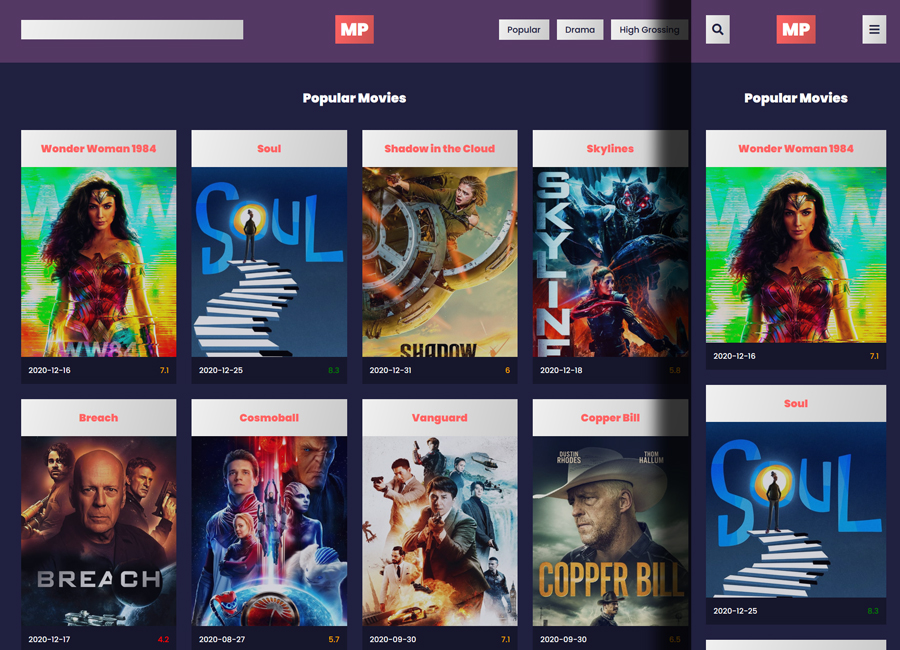 MP
Popular Drama High Grossing
Popular Movies
Wonder Woman 1984 Soul Shadow in the Cloud Skylines
SOUL
SHADOW
SKYLINE
WW84
2020-12-16 7.1 2020-12-25 8.3 2020-12-31 6 2020-12-18 5.8
Breach Cosmoball Vanguard Copper Bill
DUSTIN RHODES
THON HALLUM
BREACH
COPPER BILL
2020-12-17 4.2 2020-08-27 5.7 2020-09-30 7.1 2020-09-30 6.5
MP
Popular Movies
Wonder Woman 1984
2020-12-16 7.1
Soul
SOUL
2020-12-25 8.3